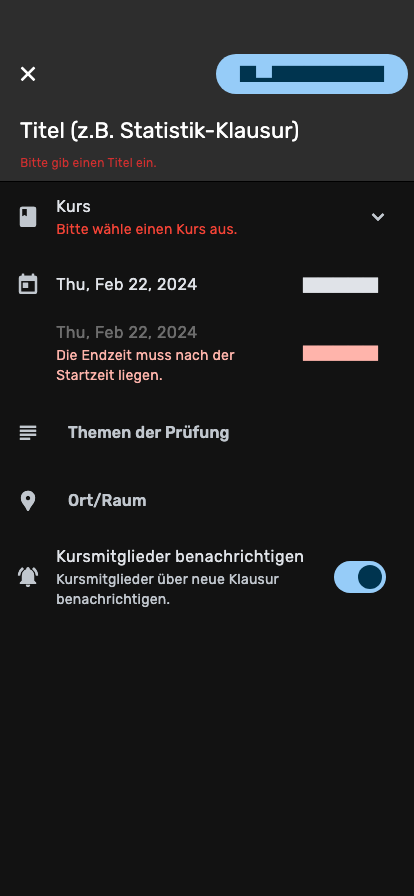 Titel (z.B. Statistik-Klausur)
Bitte gib einen Titel ein.
Kurs
Bitte wähle einen Kurs aus.
Thu, Feb 22, 2024
Thu, Feb 22, 2024
Die Endzeit muss nach der
Startzeit liegen.
Themen der Prüfung
Ort/Raum
Kursmitglieder benachrichtigen
Kursmitglieder über neue Klausur
benachrichtigen.